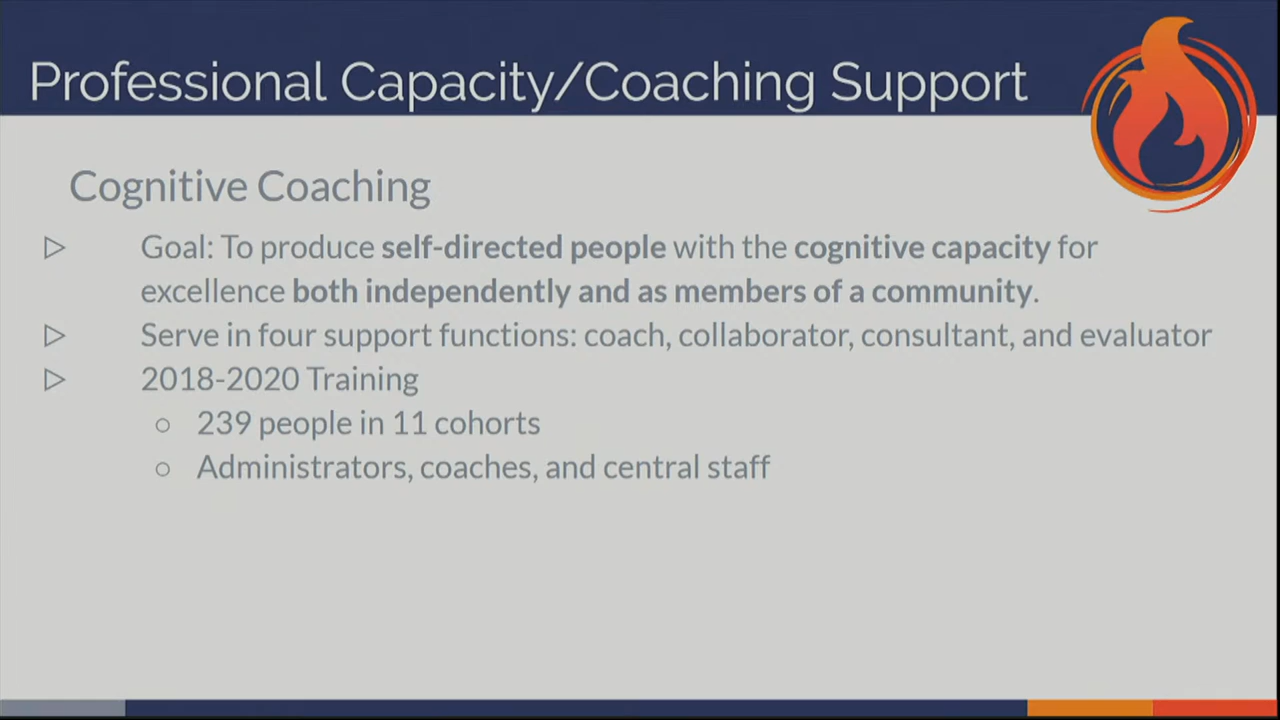 Professional Capacity/Coaching Support
Cognitive Coaching
Goal: To produce self-directed people with the cognitive capacity for
excellence both independently and as members of a community.
Serve in four support functions: coach, collaborator, consultant, and evaluator
2018-2020 Training
239 people in 11 cohorts
Administrators, coaches, and central staff